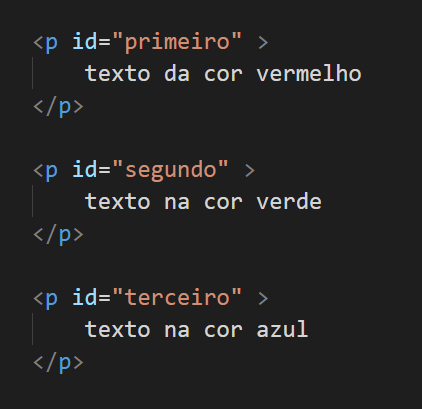 <p id="primeiro" >
texto da cor vermelho
</p>
<p id="segundo" >
texto na cor verde
</p>
<p id="terceiro" >
texto na cor azul
</p>